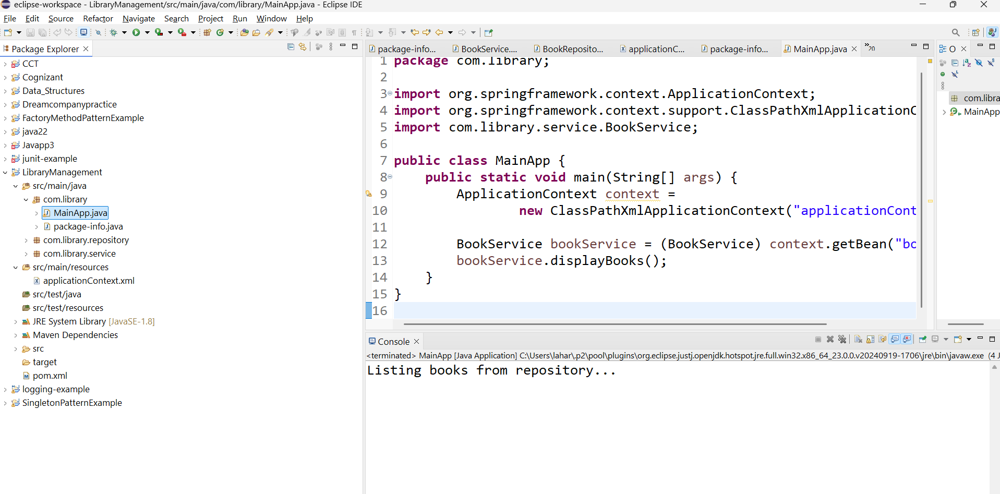 eclipse-workspace - LibraryManagement/src/main/java/com/library/MainApp.java - Eclipse IDE
File Edit Source Refactor Navigate Search Project Run Window Help
Package Explorer
CCT
Cognizant
Data_Structures
Dreamcompanypractice
FactoryMethodPatternExample
java22
Javapp3
junit-example
LibraryManagement
src/main/java
com.library
MainApp.java
package-info.java
com.library.repository
com.library.service
src/main/resources
applicationContext.xml
src/test/java
src/test/resources
JRE System Library [JavaSE-1.8]
Maven Dependencies
src
target
pom.xml
logging-example
SingletonPatternExample
package-info... BookService.... BookReposito... applicationC... package-info... MainApp.java »20
1 package com.library;
2
3 import org.springframework.context.ApplicationContext;
4 import org.springframework.context.support.ClassPathXmlApplicationC
5 import com.library.service.BookService;
6
7 public class MainApp {
8 public static void main(String[] args) {
9 ApplicationContext context =
10 new ClassPathXmlApplicationContext("applicationCont
11
12 BookService bookService = (BookService) context.getBean("bo
13 bookService.displayBooks();
14 }
15 }
16
O
com.libra
MainApp
Console
<terminated> MainApp [Java Application] C:\Users\lahar\.p2\pool\plugins\org.eclipse.justj.openjdk.hotspot.jre.full.win32.x86_64_23.0.0.v20240919-1706\jre\bin\javaw.exe (4 J
Listing books from repository...